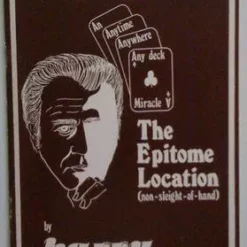 An
Anytime
Anywhere
Any deck
Miracle A
The
Epitome
Location
(non-sleight-of-hand)
by